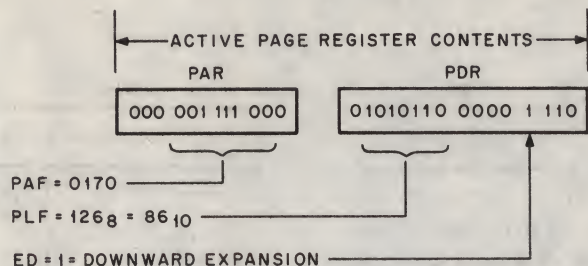 ACTIVE PAGE REGISTER CONTENTS
PAR PDR
000 001 111 000 01010110 0000 1 110
PAF = 0170
PLF = 126₈ = 86₁₀
ED = 1 = DOWNWARD EXPANSION